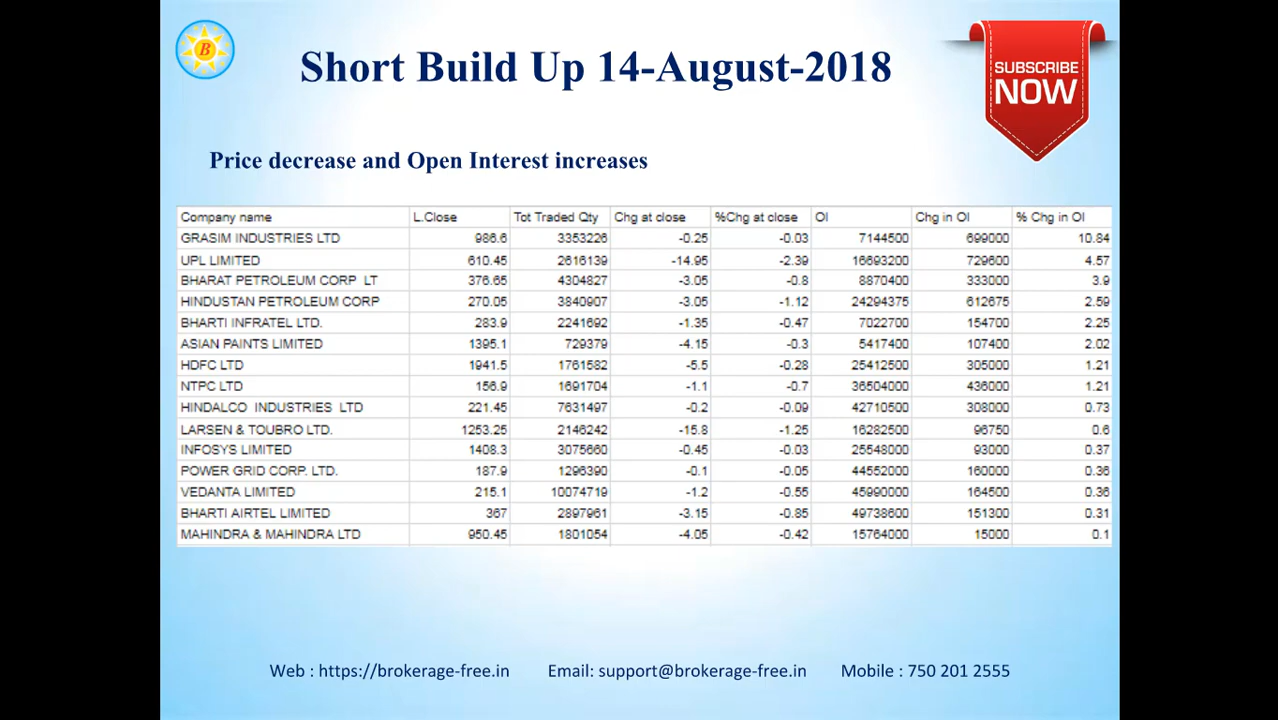 B
Short Build Up 14-August-2018
SUBSCRIBE
NOW
Price decrease and Open Interest increases
Company name L.Close Tot Traded Qty Chg at close %Chg at close OI Chg in OI % Chg in OI
GRASIM INDUSTRIES LTD 986.6 3353226 -0.25 -0.03 7144500 699000 10.84
UPL LIMITED 610.45 2616139 -14.95 -2.39 16693200 729600 4.57
BHARAT PETROLEUM CORP LT 376.65 4304827 -3.05 -0.8 8870400 333000 3.9
HINDUSTAN PETROLEUM CORP 270.05 3840907 -3.05 -1.12 24294375 612675 2.59
BHARTI INFRATEL LTD. 283.9 2241692 -1.35 -0.47 7022700 154700 2.25
ASIAN PAINTS LIMITED 1395.1 729379 -4.15 -0.3 5417400 107400 2.02
HDFC LTD 1941.5 1761582 -5.5 -0.28 25412500 305000 1.21
NTPC LTD 156.9 1691704 -1.1 -0.7 36504000 436000 1.21
HINDALCO INDUSTRIES LTD 221.45 7631497 -0.2 -0.09 42710500 308000 0.73
LARSEN & TOUBRO LTD. 1253.25 2146242 -15.8 -1.25 16282500 96750 0.6
INFOSYS LIMITED 1408.3 3075660 -0.45 -0.03 25548000 93000 0.37
POWER GRID CORP. LTD. 187.9 1296390 -0.1 -0.05 44552000 160000 0.36
VEDANTA LIMITED 215.1 10074719 -1.2 -0.55 45990000 164500 0.36
BHARTI AIRTEL LIMITED 367 2897961 -3.15 -0.85 49738600 151300 0.31
MAHINDRA & MAHINDRA LTD 950.45 1801054 -4.05 -0.42 15764000 15000 0.1
Web : https://brokerage-free.in Email: support@brokerage-free.in Mobile : 750 201 2555